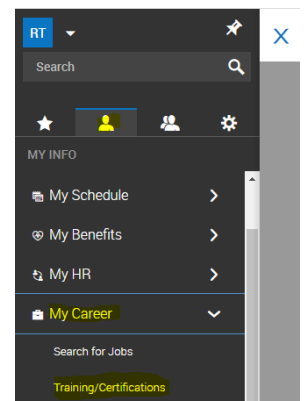 RT
X
Search
MY INFO
My Schedule
My Benefits
My HR
My Career
Search for Jobs
Training/Certifications